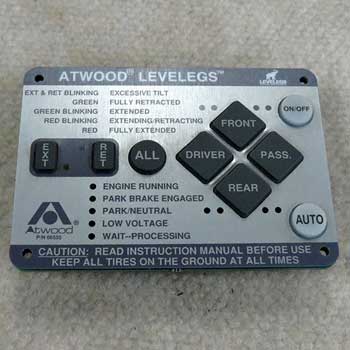 ATWOOD® LEVELEGS™
LEVELEGS
EXT & RET BLINKING EXCESSIVE TILT
GREEN FULLY RETRACTED
GREEN BLINKING EXTENDED
RED BLINKING EXTENDING/RETRACTING
RED FULLY EXTENDED
ON/OFF
FRONT
EXT
RET
ALL
DRIVER
PASS.
REAR
ENGINE RUNNING
PARK BRAKE ENGAGED
PARK/NEUTRAL
LOW VOLTAGE
WAIT--PROCESSING
AUTO
Atwood®
P/N 66535
CAUTION: READ INSTRUCTION MANUAL BEFORE USE
KEEP ALL TIRES ON THE GROUND AT ALL TIMES